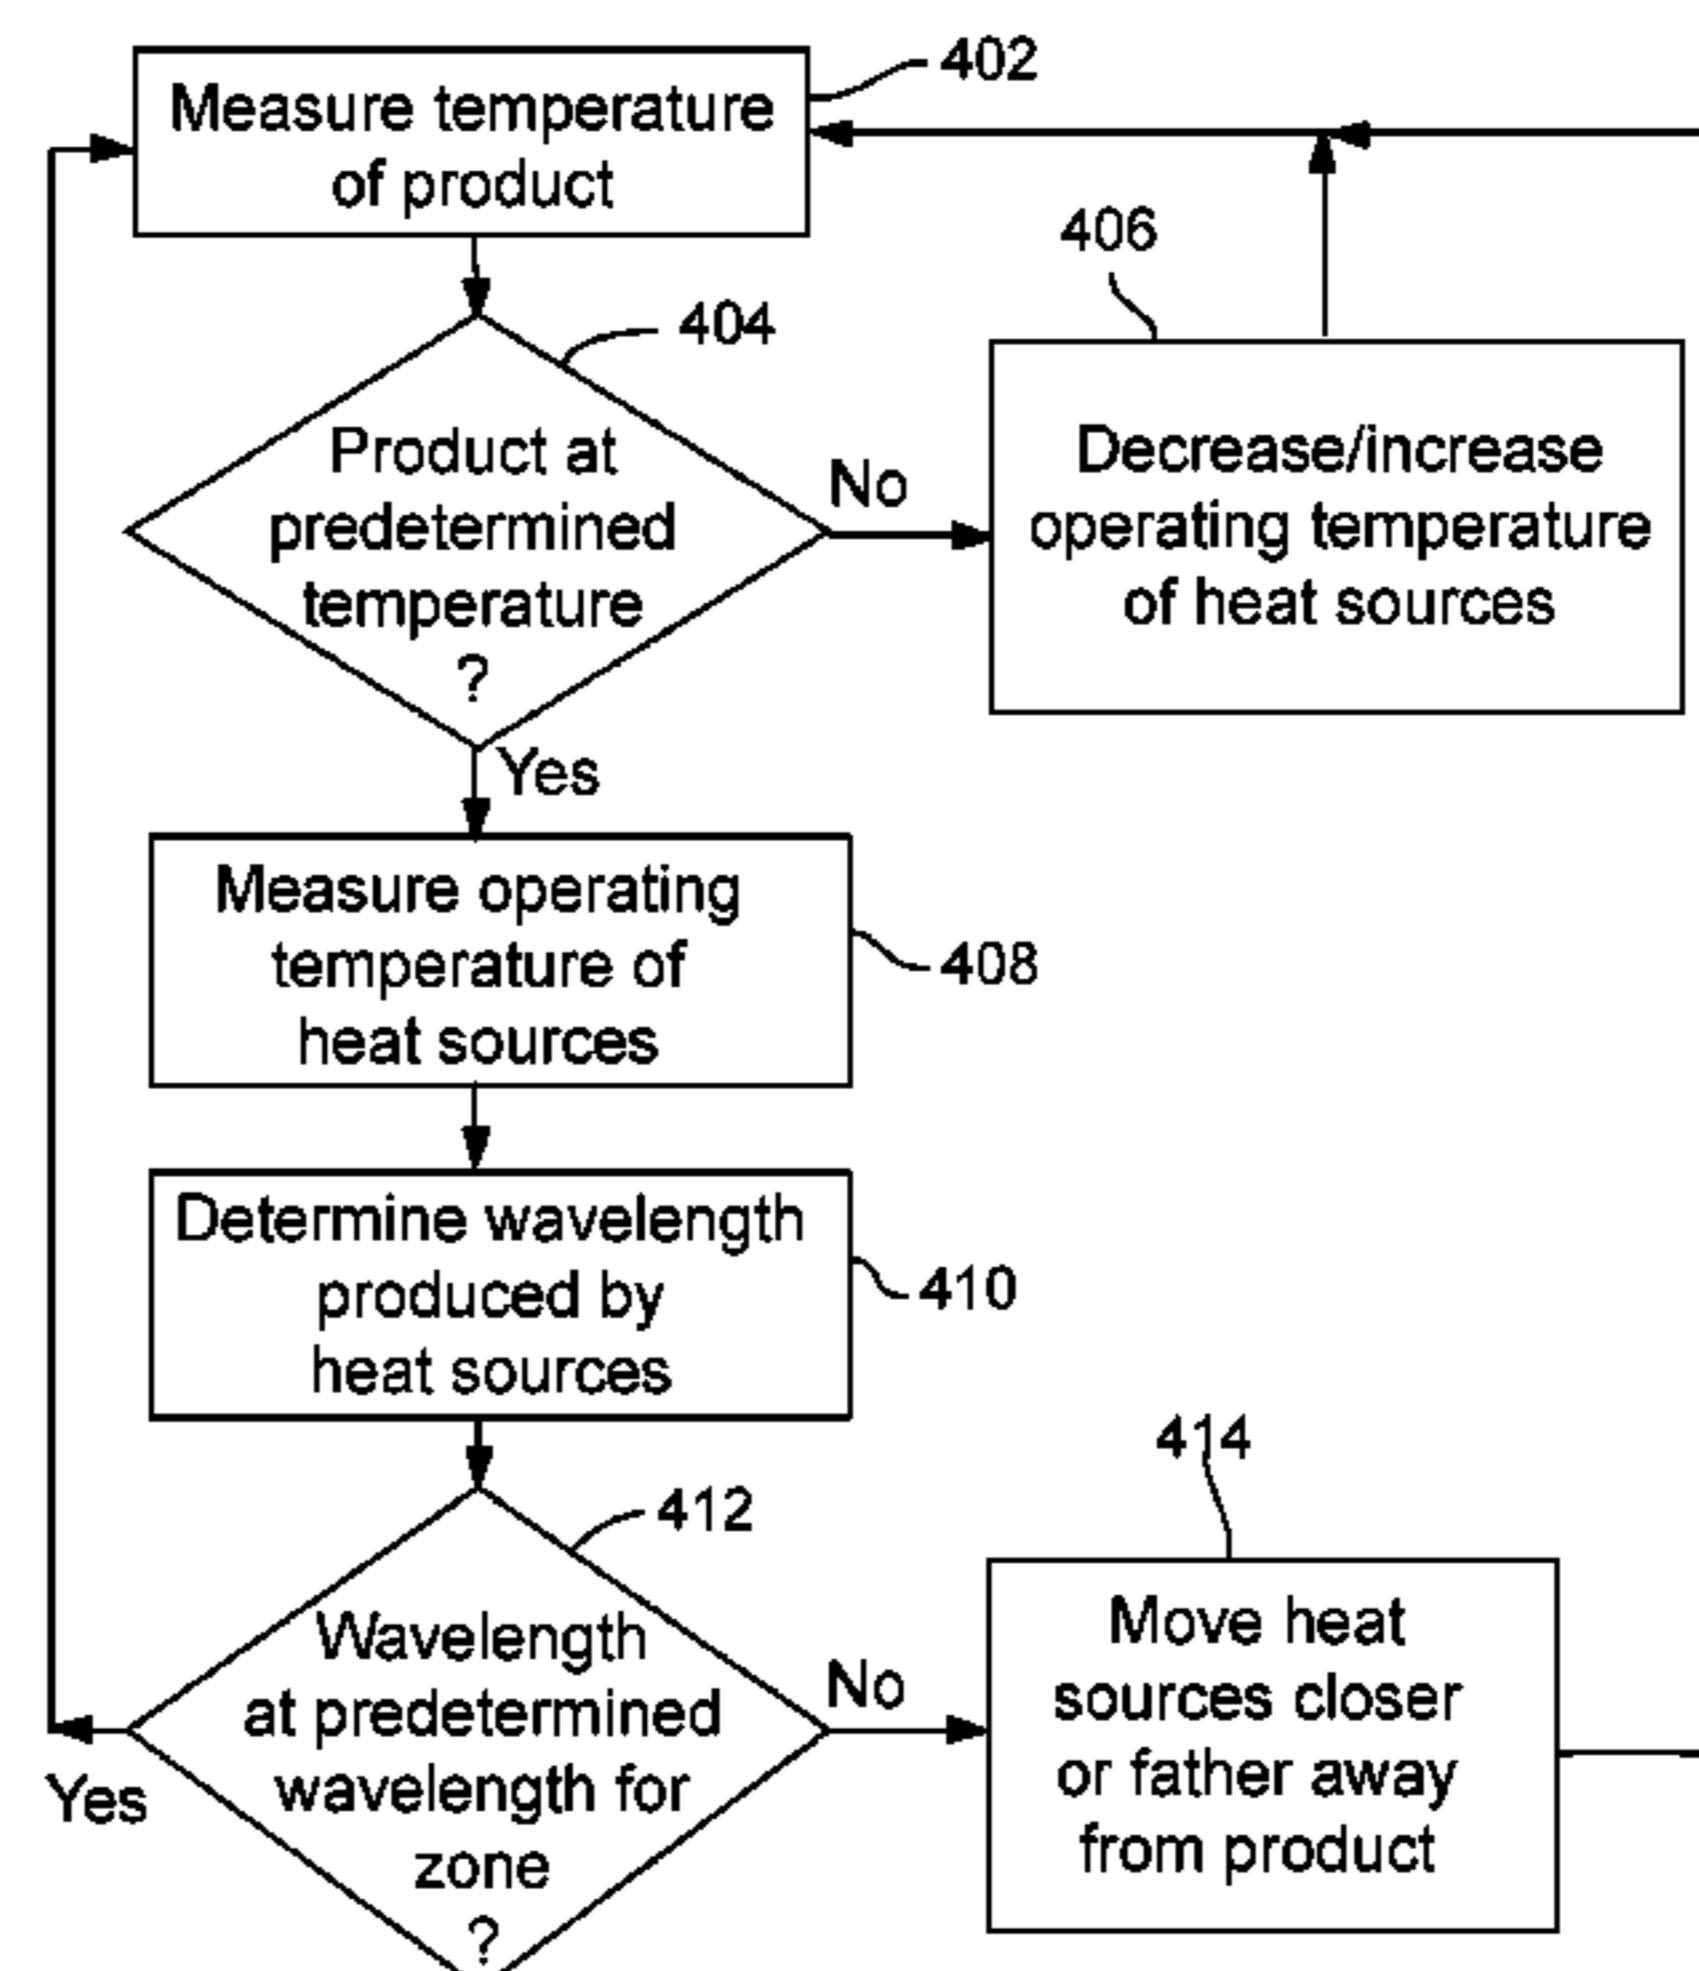 402
Measure temperature
of product
406
404
Product at
predetermined
temperature
?
No
Decrease/increase
operating temperature
of heat sources
Yes
Measure operating
temperature of
heat sources
408
Determine wavelength
produced by
heat sources
410
414
412
Wavelength
at predetermined
wavelength for
zone
?
No
Yes
Move heat
sources closer
or father away
from product